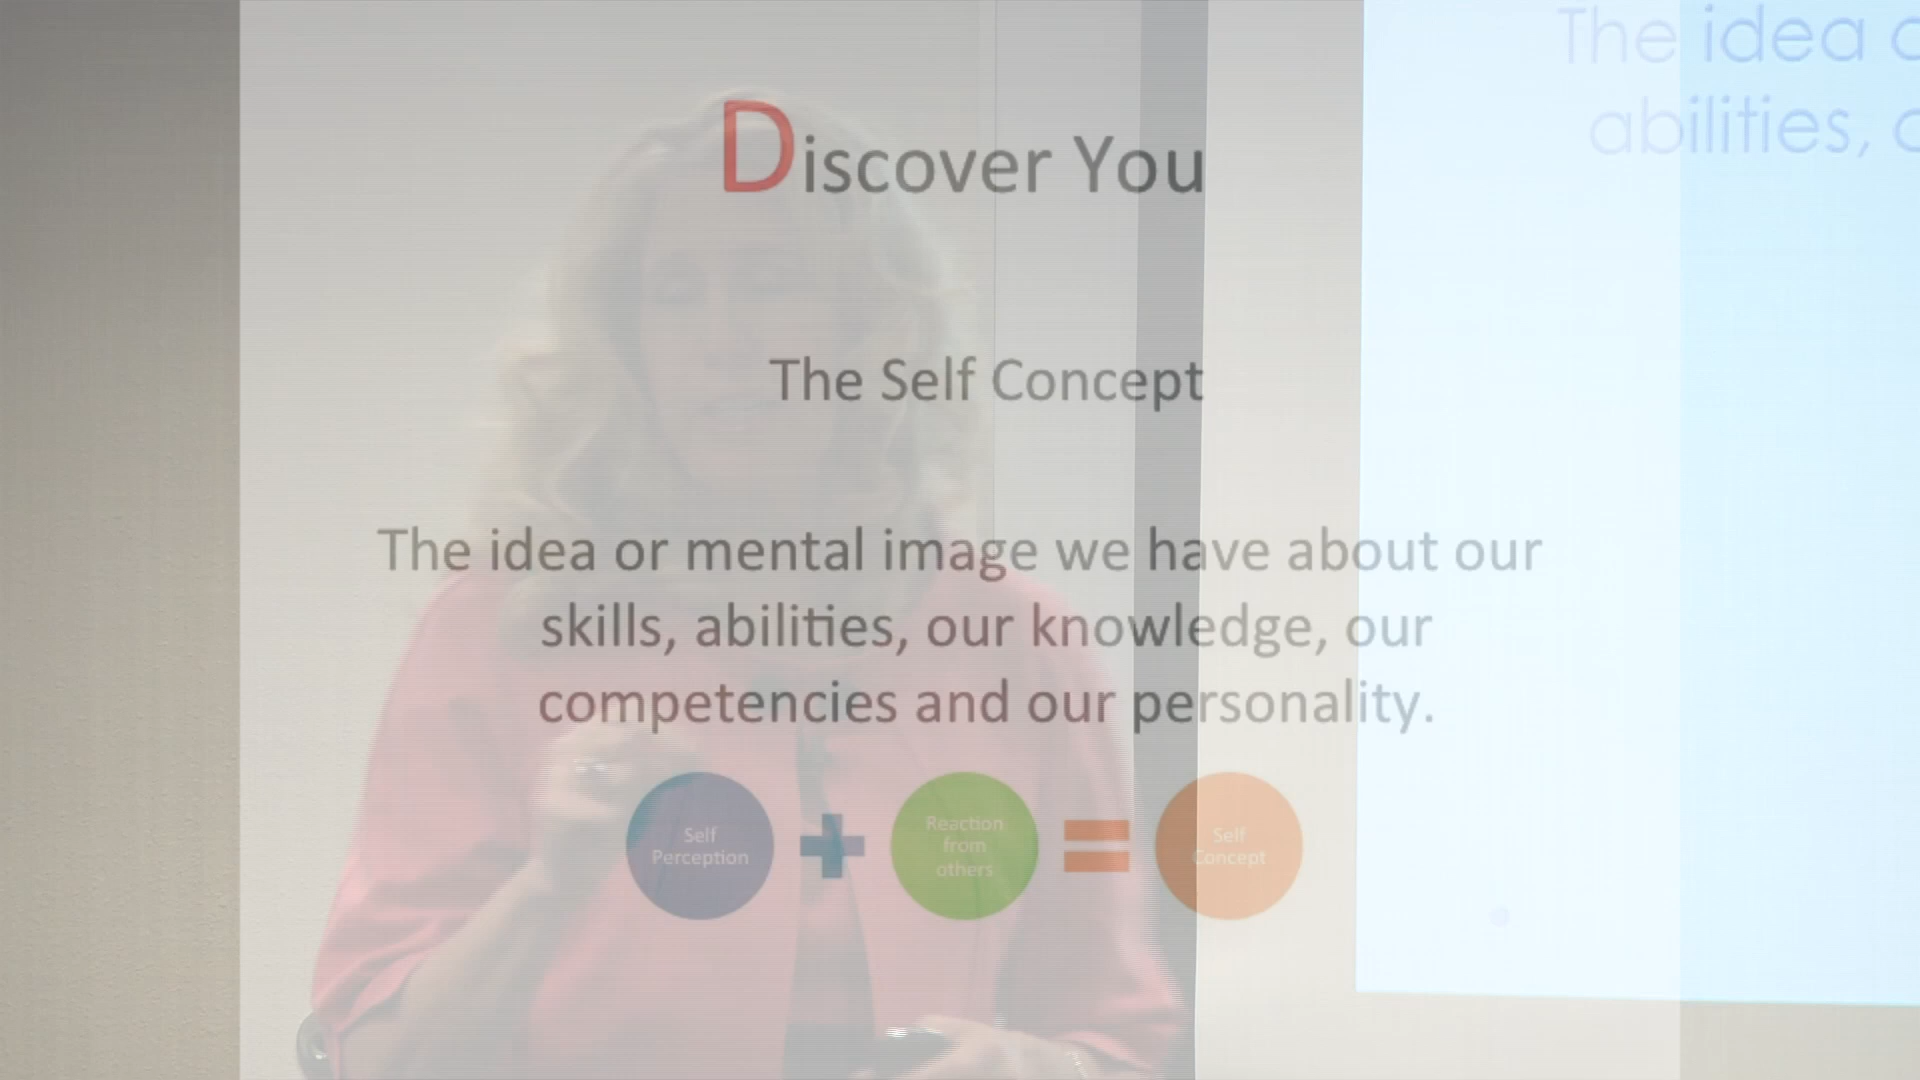 Discover You
The Self Concept
The idea or mental image we have about our
skills, abilities, our knowledge, our
competencies and our personality.
Self
Perception
Reaction
from
others
Self
Concept
The idea
abilities,